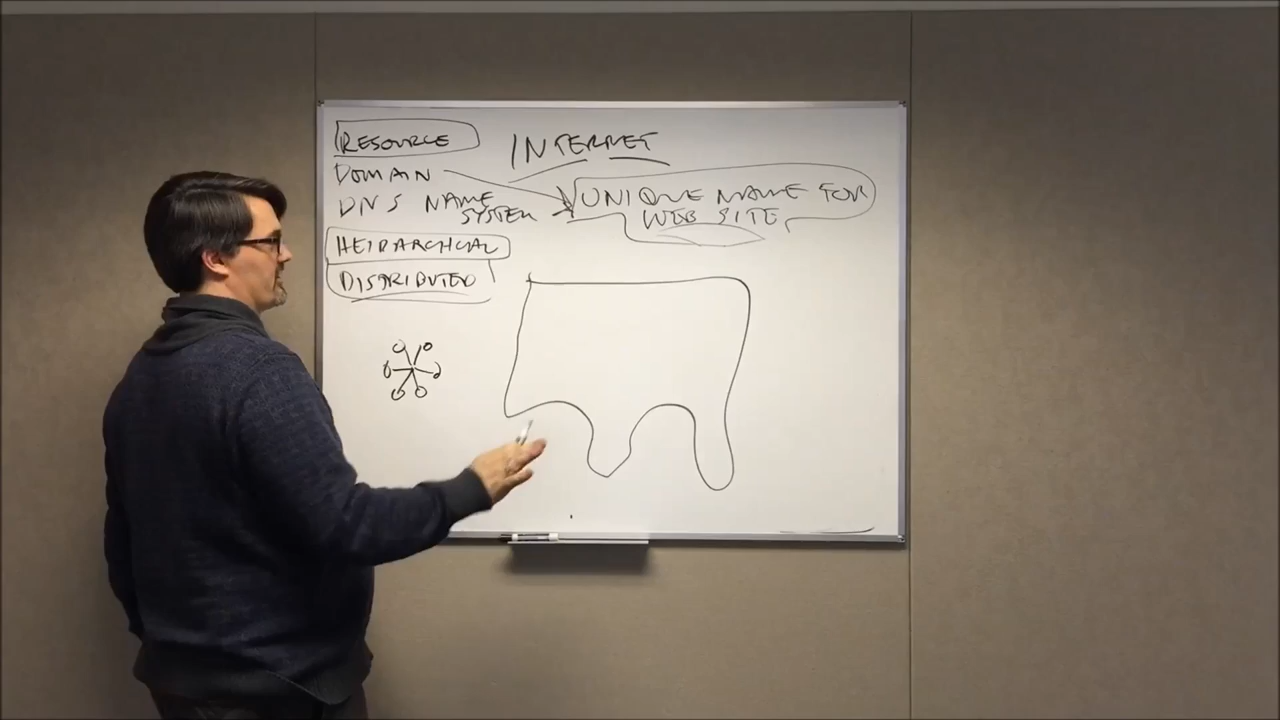 RESOURCE
INTERNET
DOMAIN
DNS NAME
SYSTEM
UNIQUE NAME FOR
WEB SITE
HEIRARCHICAL
DISTRIBUTED